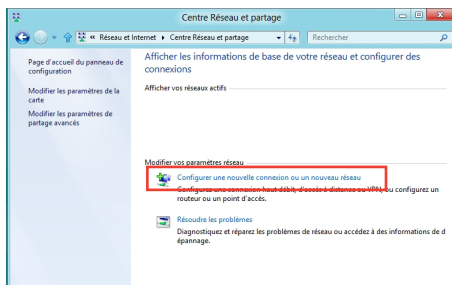 Centre Réseau et partage
« Réseau et Internet ▸ Centre Réseau et partage
Rechercher
Page d'accueil du panneau de
configuration
Modifier les paramètres de la
carte
Modifier les paramètres de
partage avancés
Afficher les informations de base de votre réseau et configurer des
connexions
Afficher vos réseaux actifs
Modifier vos paramètres réseau
Configurer une nouvelle connexion ou un nouveau réseau
Configurez une connexion haut débit, d'accès à distance ou VPN, ou configurez un
routeur ou un point d'accès.
Résoudre les problèmes
Diagnostiquez et réparez les problèmes de réseau ou accédez à des informations de d
épannage.